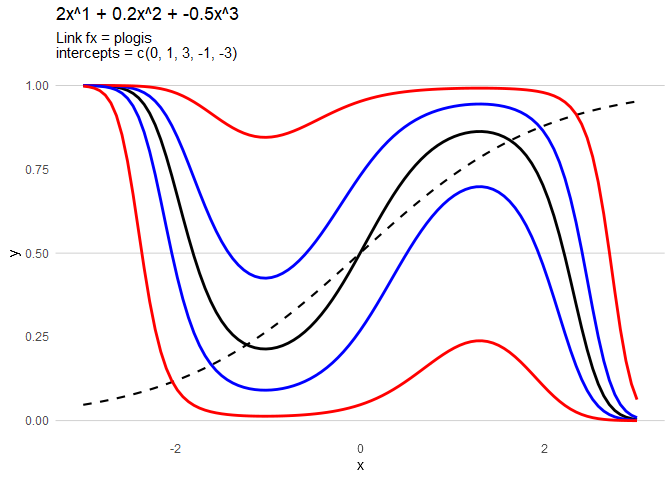 2x^1 + 0.2x^2 + -0.5x^3
Link fx = plogis
intercepts = c(0, 1, 3, -1, -3)
1.00
0.75
y
0.50
0.25
0.00
-2
0
2
x